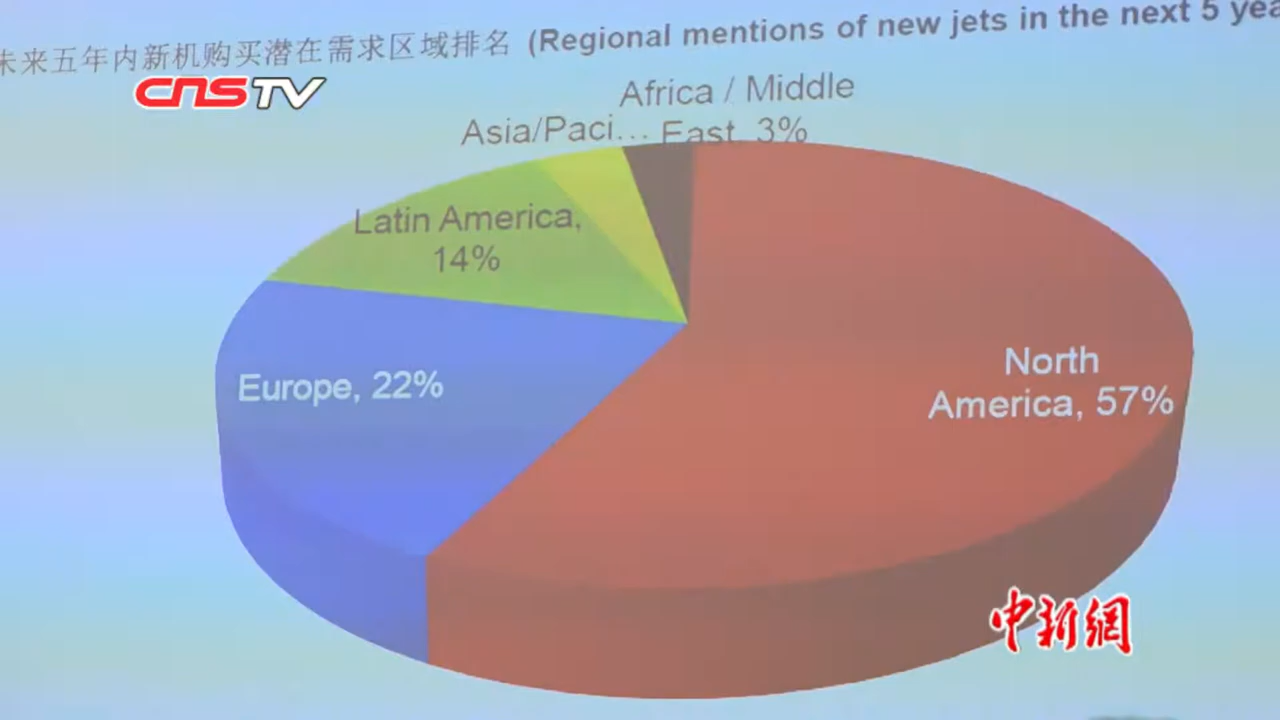 未来五年内新机购买潜在需求区域排名 (Regional mentions of new jets in the next 5 yea
CNSTV
Africa / Middle
Asia/Paci... East, 3%
Latin America,
14%
Europe, 22%
North
America, 57%
中新網